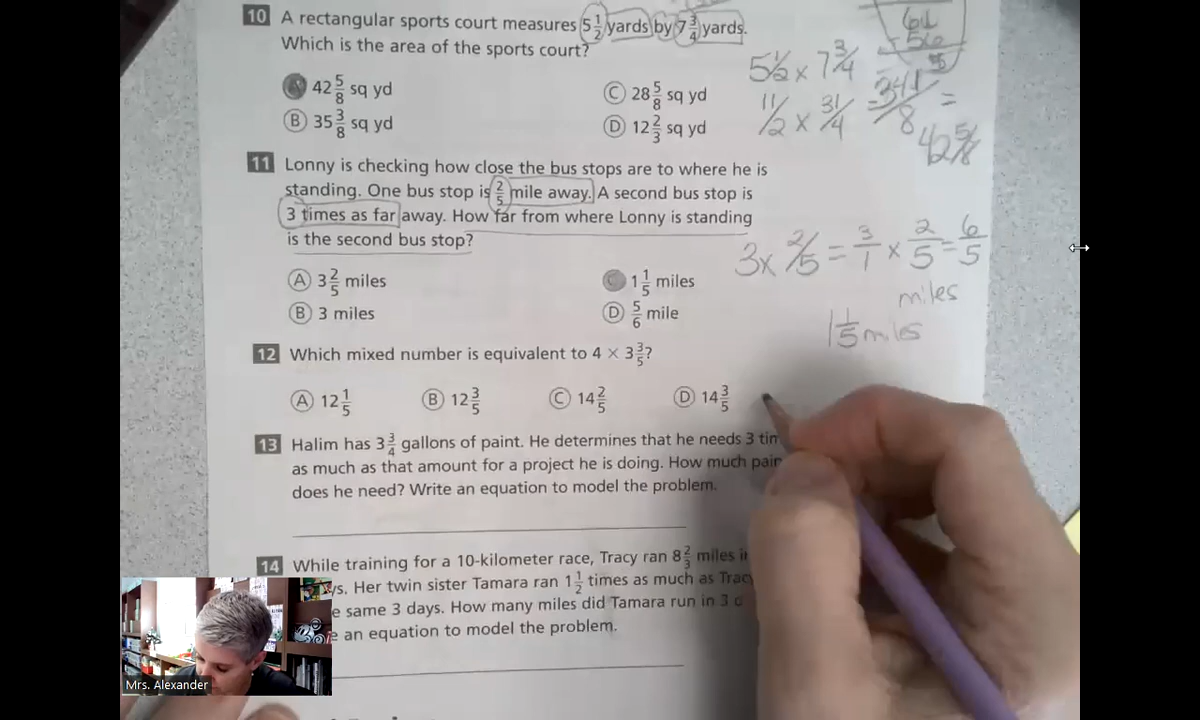 10 A rectangular sports court measures 5 1/2 yards by 7 3/4 yards.
Which is the area of the sports court?
A 42 5/8 sq yd
B 35 3/8 sq yd
C 28 5/8 sq yd
D 12 2/3 sq yd
5 1/2 x 7 3/4
11/2 x 31/4 = 341/8 =
42 5/8
11 Lonny is checking how close the bus stops are to where he is
standing. One bus stop is 2/5 mile away. A second bus stop is
3 times as far away. How far from where Lonny is standing
is the second bus stop?
A 3 2/5 miles
B 3 miles
C 1 1/5 miles
D 5/6 mile
3 x 2/5 = 3/1 x 2/5 = 6/5
miles
1 1/5 miles
12 Which mixed number is equivalent to 4 × 3 3/5?
A 12 1/5 B 12 3/5 C 14 2/5 D 14 3/5
13 Halim has 3 3/4 gallons of paint. He determines that he needs 3
as much as that amount for a project he is doing. How much
does he need? Write an equation to model the problem.
14 While training for a 10-kilometer race, Tracy ran 8 2/3 miles
Her twin sister Tamara ran 1 1/2 times as much as
same 3 days. How many miles did Tamara run in 3
an equation to model the problem.
Mrs. Alexander